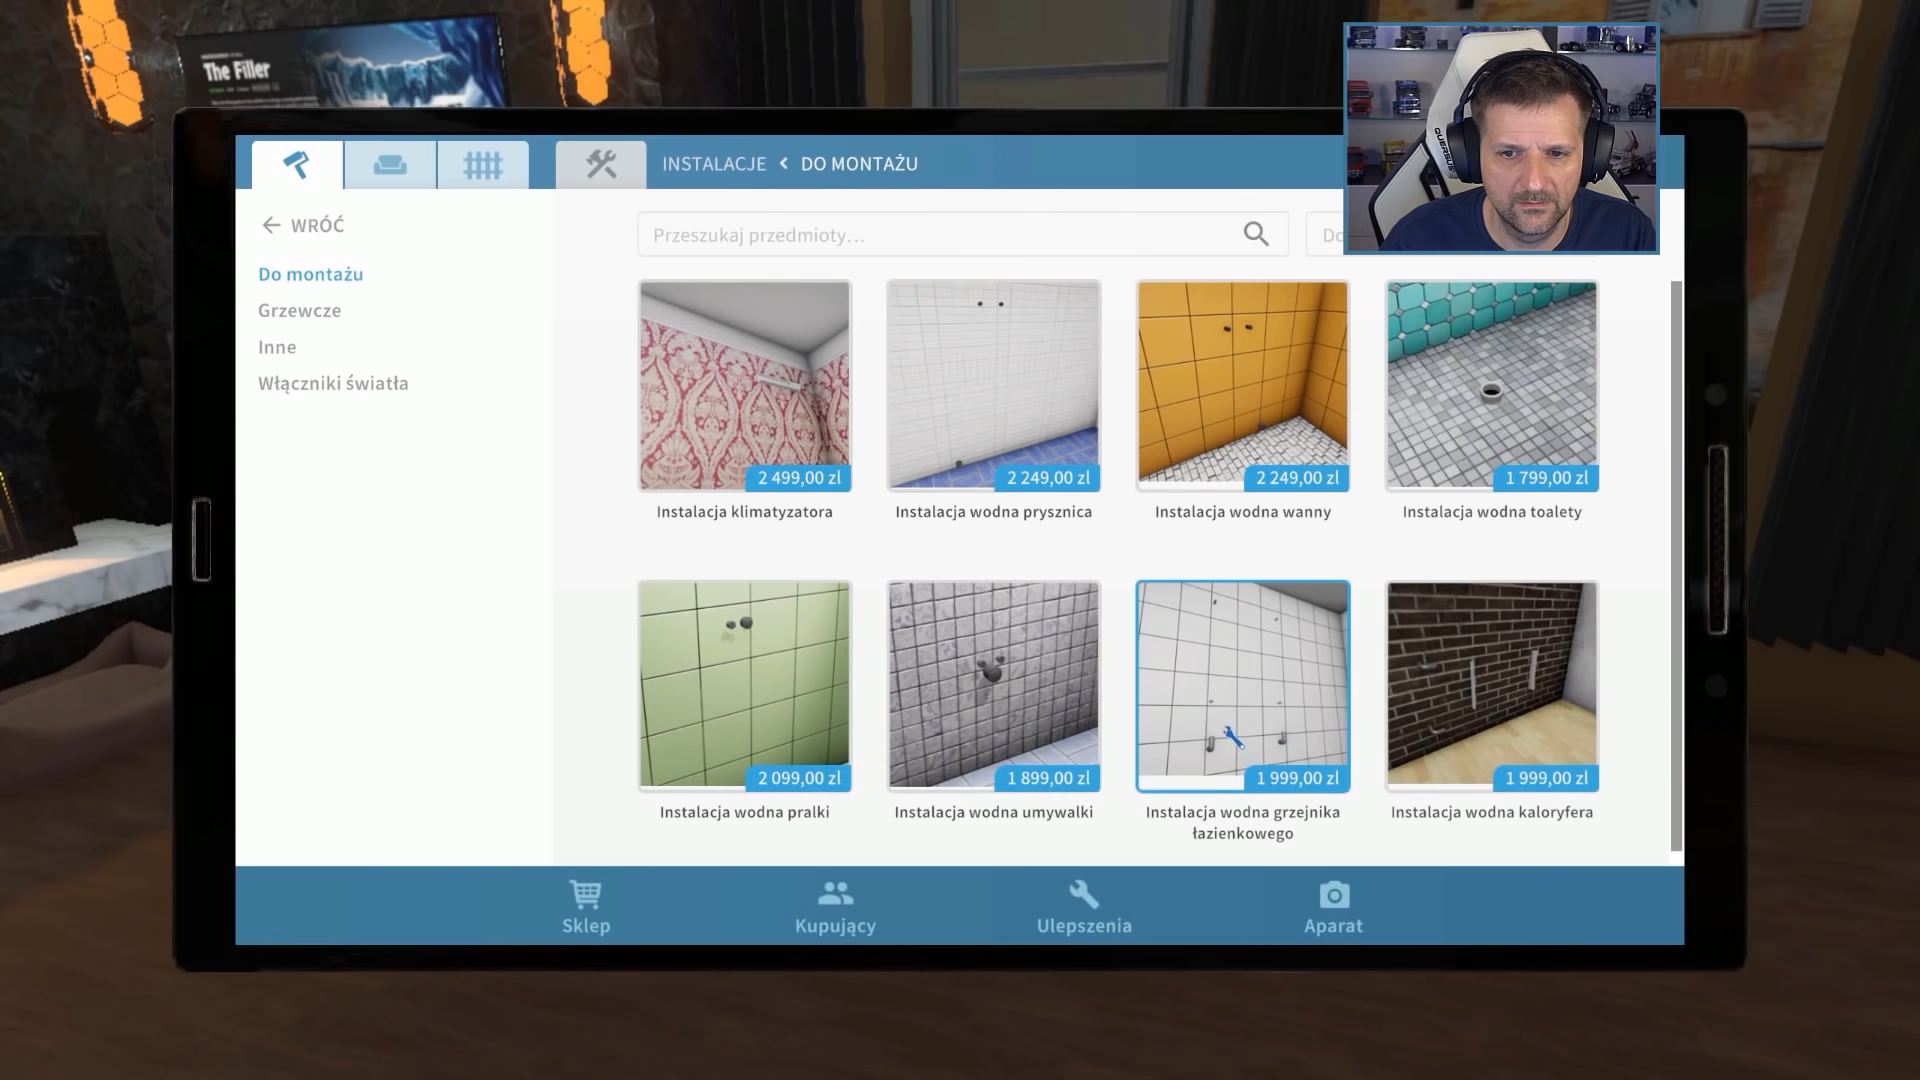 The Filler
INSTALACJE < DO MONTAŻU
WRÓĆ
Przeszukaj przedmioty...
Do
QUERSUS
Do montażu
Grzewcze
Inne
Włączniki światła
2 499,00 zl
2 249,00 zl
2 249,00 zl
1 799,00 zl
Instalacja klimatyzatora
Instalacja wodna prysznica
Instalacja wodna wanny
Instalacja wodna toalety
2 099,00 zl
1 899,00 zl
1 999,00 zl
1 999,00 zl
Instalacja wodna pralki
Instalacja wodna umywalki
Instalacja wodna grzejnika
łazienkowego
Instalacja wodna kaloryfera
Sklep
Kupujący
Ulepszenia
Aparat